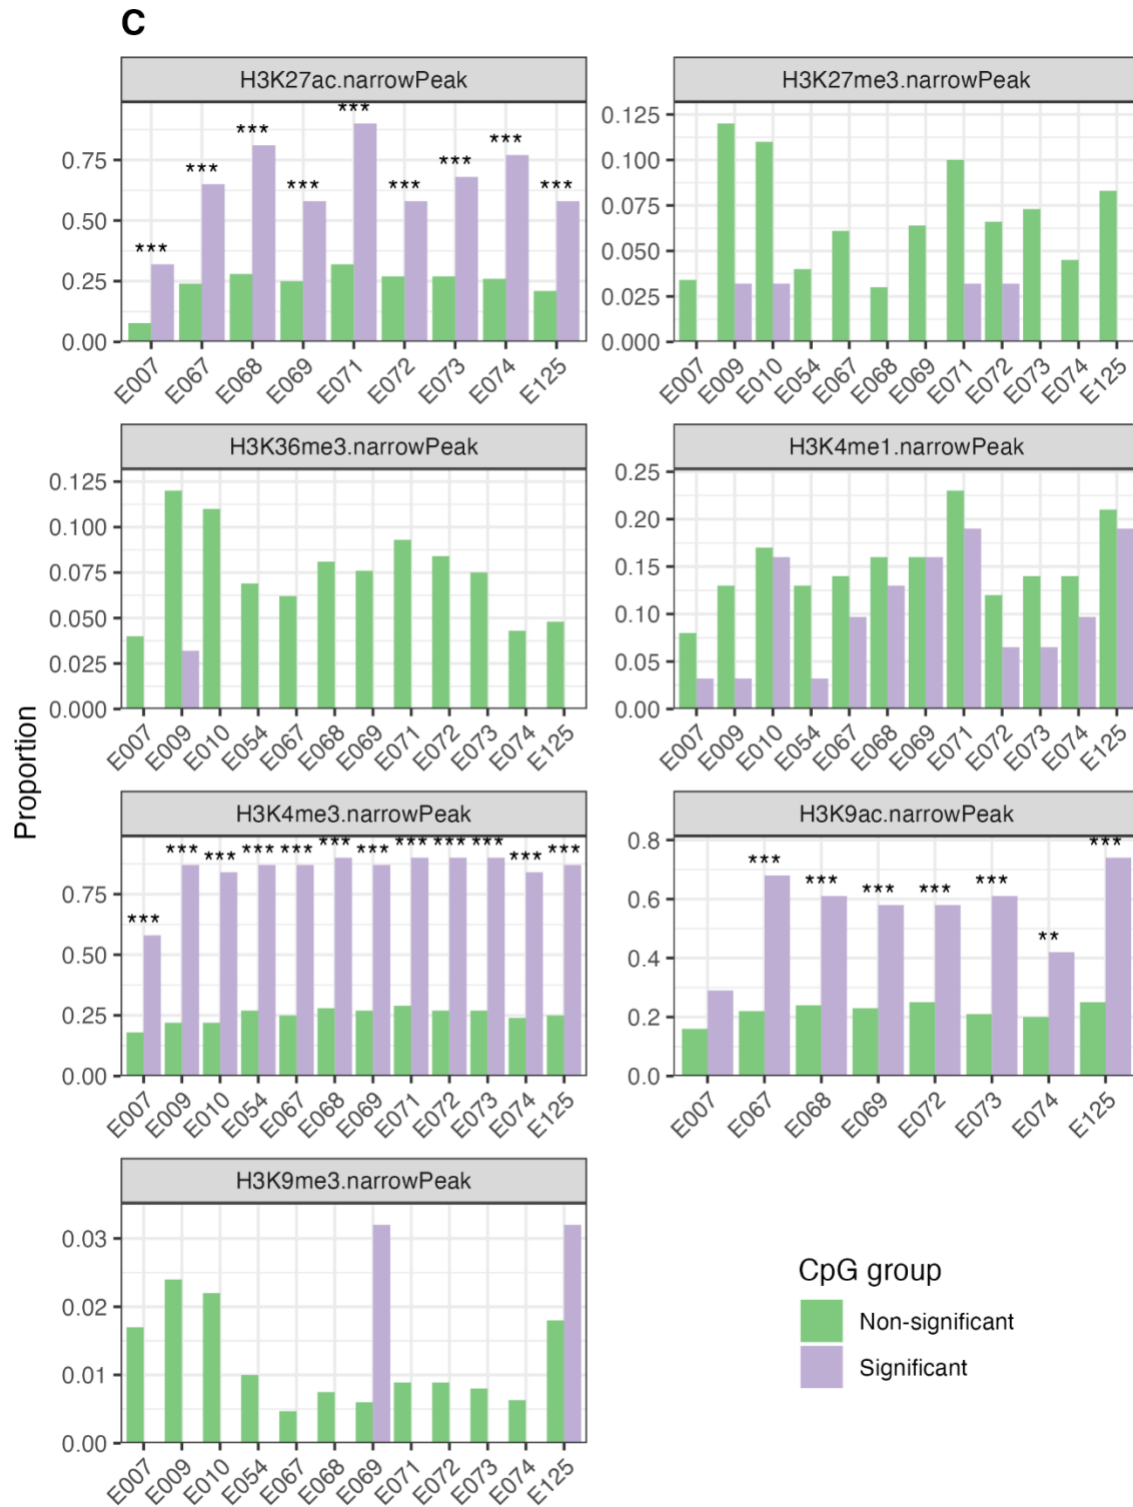 C
H3K27ac.narrowPeak
*** *** *** *** *** *** *** *** ***
0.75
0.50
0.25
0.00
E007 E067 E068 E069 E071 E072 E073 E074 E125
H3K27me3.narrowPeak
0.125
0.100
0.075
0.050
0.025
0.000
E007 E009 E010 E054 E067 E068 E069 E071 E072 E073 E074 E125
Proportion
H3K36me3.narrowPeak
0.125
0.100
0.075
0.050
0.025
0.000
E007 E009 E010 E054 E067 E068 E069 E071 E072 E073 E074 E125
H3K4me1.narrowPeak
0.25
0.20
0.15
0.10
0.05
0.00
E007 E009 E010 E054 E067 E068 E069 E071 E072 E073 E074 E125
H3K4me3.narrowPeak
*** *** *** *** *** *** *** *** *** *** *** ***
0.75
0.50
0.25
0.00
E007 E009 E010 E054 E067 E068 E069 E071 E072 E073 E074 E125
H3K9ac.narrowPeak
*** *** *** *** *** ** ***
0.8
0.6
0.4
0.2
0.0
E007 E067 E068 E069 E072 E073 E074 E125
H3K9me3.narrowPeak
0.03
0.02
0.01
0.00
E007 E009 E010 E054 E067 E068 E069 E071 E072 E073 E074 E125
CpG group
Non-significant
Significant